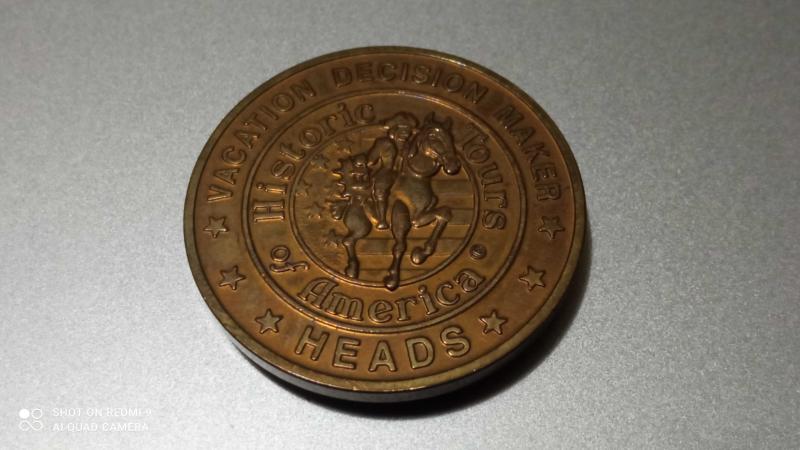 VACATION DECISION MAKER
Historic Tours
of America®
HEADS
SHOT ON REDMI 9
AI QUAD CAMERA